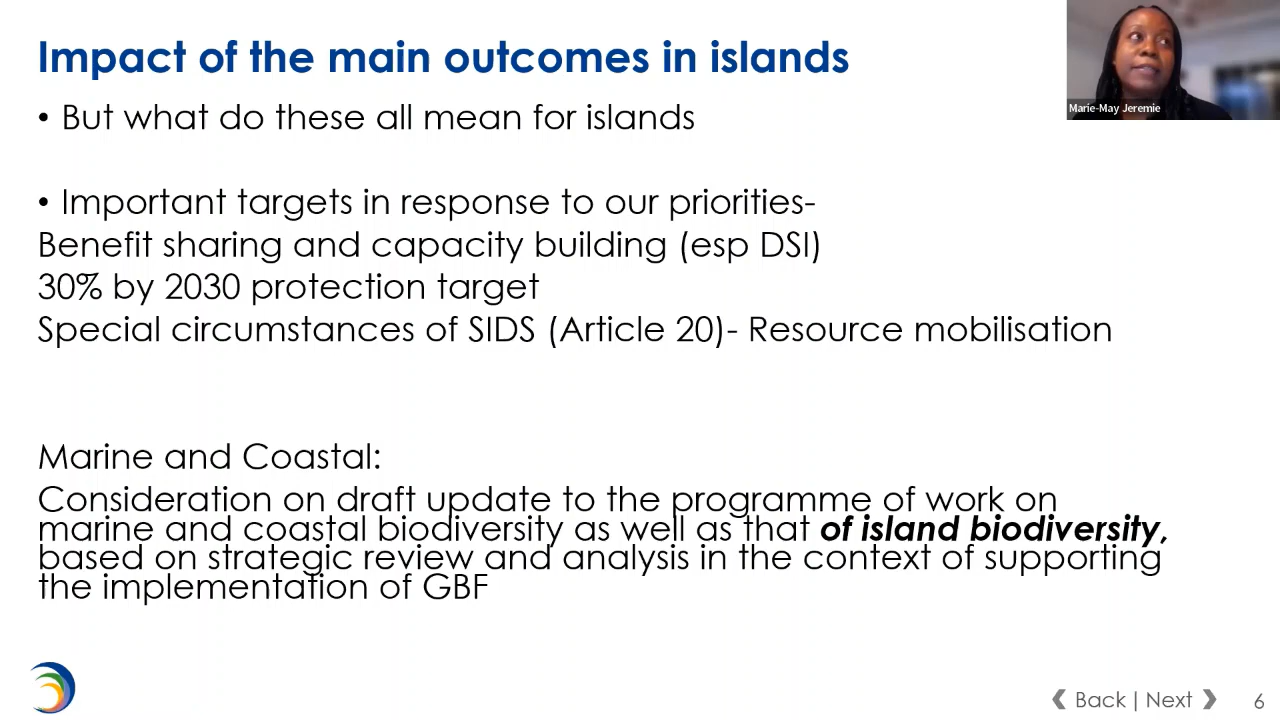 Impact of the main outcomes in islands
Marie-May Jeremie
• But what do these all mean for islands
• Important targets in response to our priorities-
Benefit sharing and capacity building (esp DSI)
30% by 2030 protection target
Special circumstances of SIDS (Article 20)- Resource mobilisation
Marine and Coastal:
Consideration on draft update to the programme of work on
marine and coastal biodiversity as well as that of island biodiversity,
based on strategic review and analysis in the context of supporting
the implementation of GBF
❮ Back | Next ❯ 6